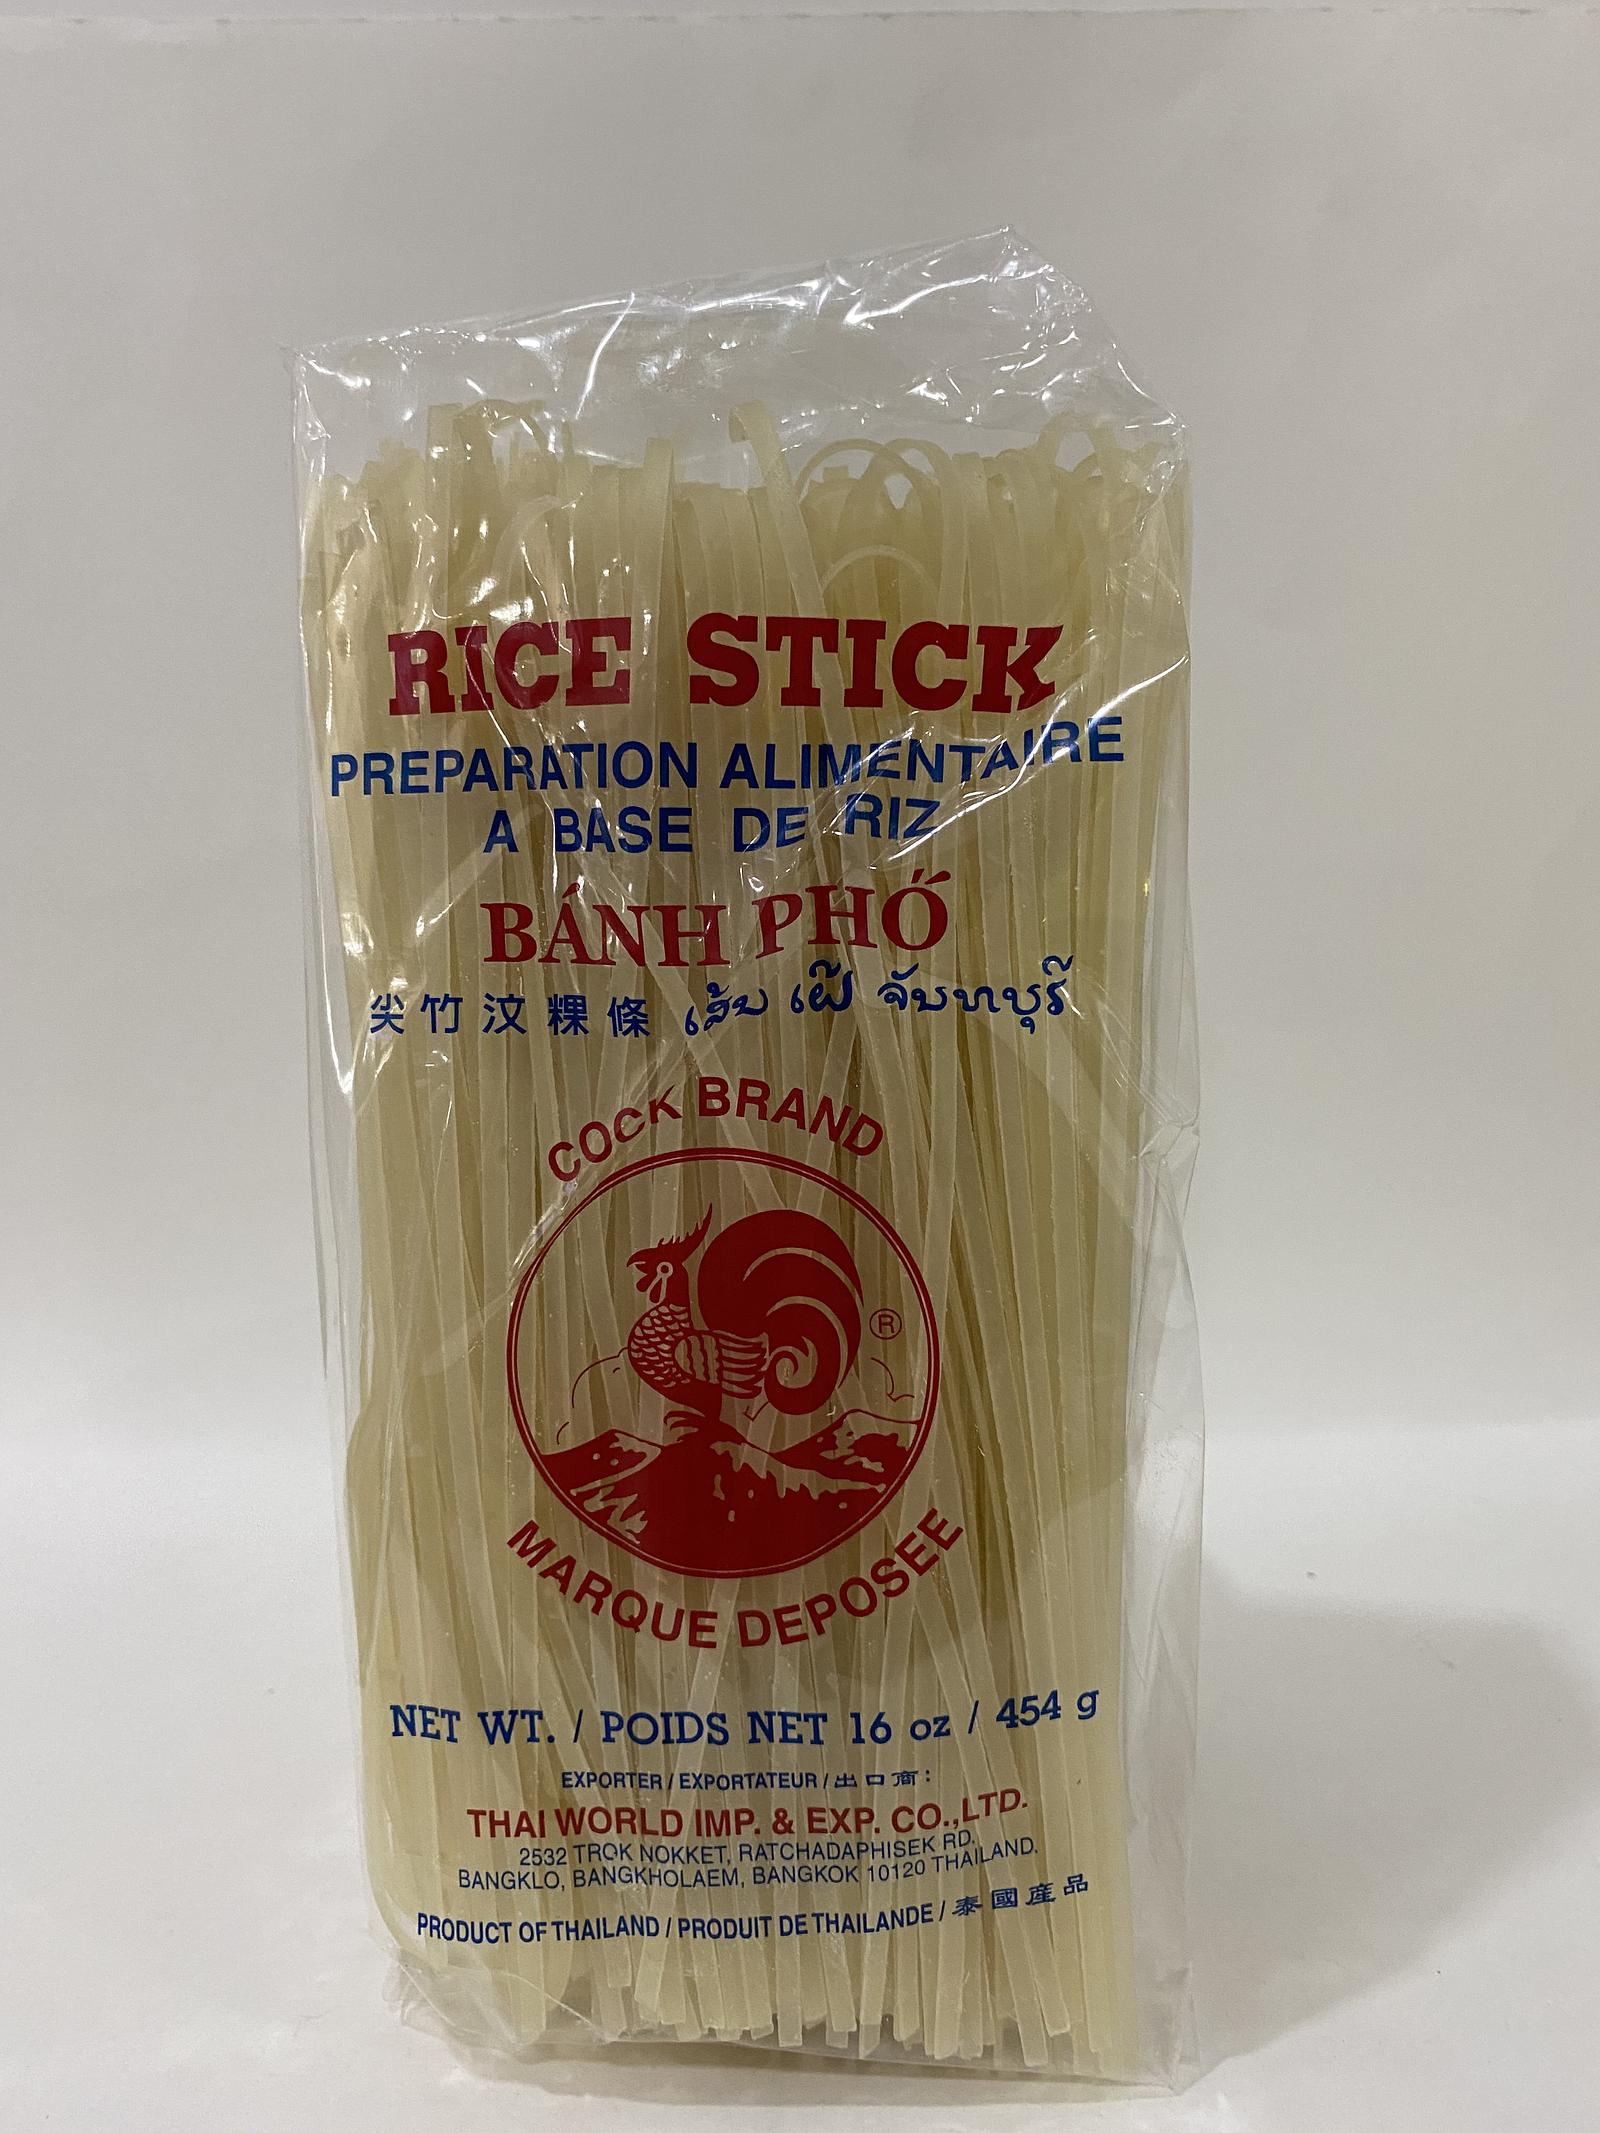 RICE STICK
PREPARATION ALIMENTAIRE
A BASE DE RIZ
BÁNH PHỐ
尖竹汶粿條 เส้น เฝ๊ จันทบุรี
COCK BRAND
®
MARQUE DEPOSEE
NET WT. / POIDS NET 16 oz / 454 g
EXPORTER / EXPORTATEUR / 出口商:
THAI WORLD IMP. & EXP. CO.,LTD.
2532 TROK NOKKET, RATCHADAPHISEK RD.
BANGKLO, BANGKHOLAEM, BANGKOK 10120 THAILAND.
PRODUCT OF THAILAND / PRODUIT DE THAILANDE / 泰國産品